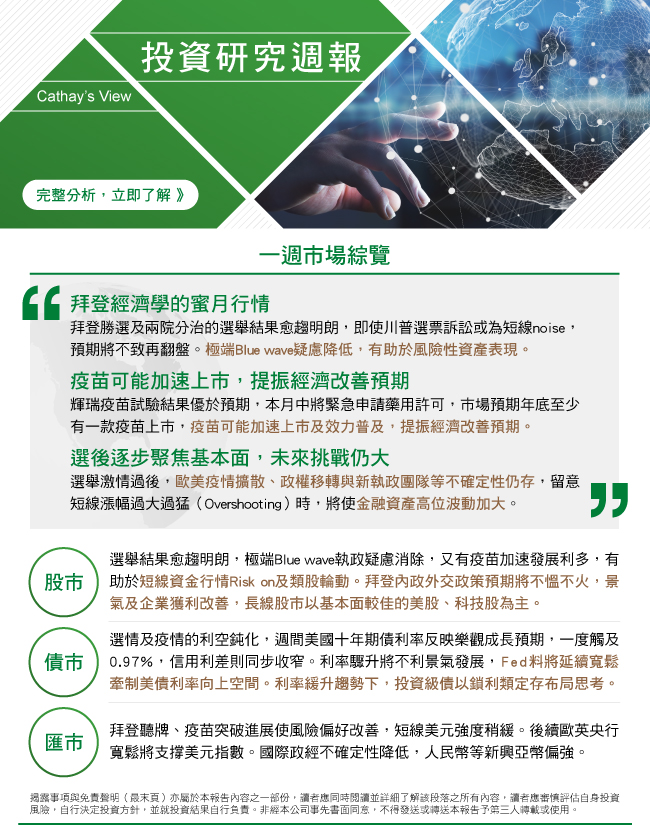 投資研究週報
Cathay's View
完整分析，立即了解》
一週市場綜覽
拜登經濟學的蜜月行情
拜登勝選及兩院分治的選舉結果愈趨明朗，即使川普選票訴訟或為短線noise，
預期將不致再翻盤。極端Blue wave疑慮降低，有助於風險性資產表現。
疫苗可能加速上市，提振經濟改善預期
輝瑞疫苗試驗結果優於預期，本月中將緊急申請藥用許可，市場預期年底至少
有一款疫苗上市，疫苗可能加速上市及效力普及，提振經濟改善預期。
選後逐步聚焦基本面，未來挑戰仍大
選舉激情過後，歐美疫情擴散、政權移轉與新執政團隊等不確定性仍存，留意
短線漲幅過大過猛（Overshooting）時，將使金融資產高位波動加大。
股市
選舉結果愈趨明朗，極端Blue wave執政疑慮消除，又有疫苗加速發展利多，有
助於短線資金行情Risk on及類股輪動。拜登內政外交政策預期將不慍不火，景
氣及企業獲利改善，長線股市以基本面較佳的美股、科技股為主。
債市
選情及疫情的利空鈍化，週間美國十年期債利率反映樂觀成長預期，一度觸及
0.97%，信用利差則同步收窄。利率驟升將不利景氣發展，Fed料將延續寬鬆
牽制美債利率向上空間。利率緩升趨勢下，投資級債以鎖利類定存布局思考。
匯市
拜登聽牌、疫苗突破進展使風險偏好改善，短線美元強度稍緩。後續歐英央行
寬鬆將支撐美元指數。國際政經不確定性降低，人民幣等新興亞幣偏強。
揭露事項與免責聲明（最末頁）亦屬於本報告內容之一部份，讀者應同時閱讀並詳細了解該段落之所有內容，讀者應審慎評估自身投資
風險，自行決定投資方針，並就投資結果自行負責。非經本公司事先書面同意，不得發送或轉送本報告予第三人轉載或使用。